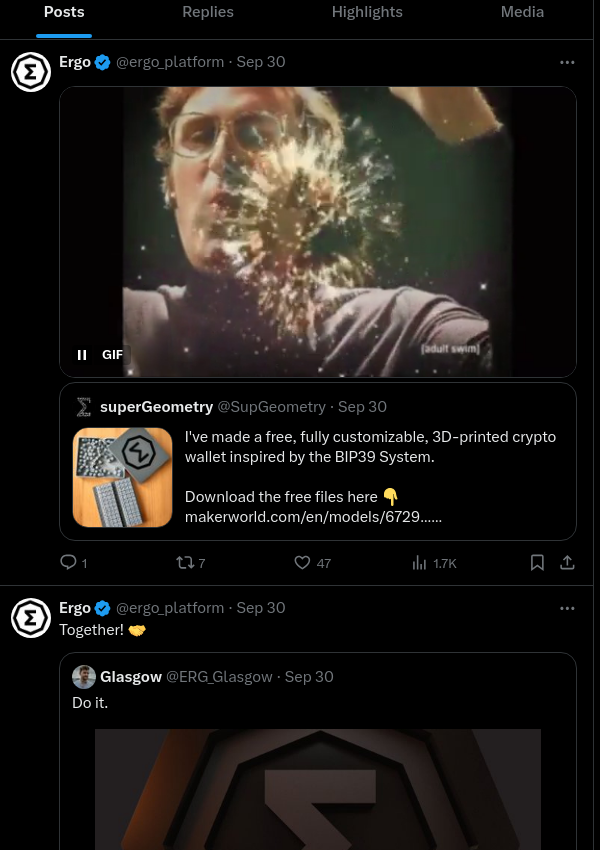 Posts Replies Highlights Media
Ergo @ergo_platform · Sep 30
GIF
[adult swim]
superGeometry @SupGeometry · Sep 30
I've made a free, fully customizable, 3D-printed crypto
wallet inspired by the BIP39 System.
Download the free files here 👇
makerworld.com/en/models/6729......
1 7 47 1.7K
Ergo @ergo_platform · Sep 30
Together! 🤝
Glasgow @ERG_Glasgow · Sep 30
Do it.